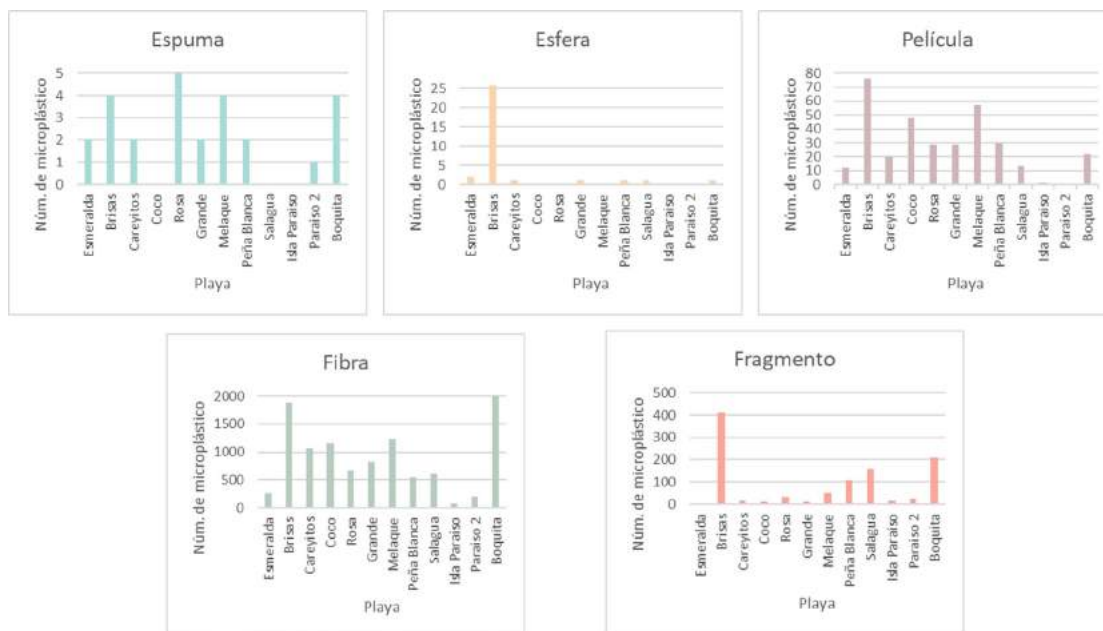 Espuma
Núm. de microplástico
5
4
3
2
1
0
Esmeralda
Brisas
Careyitos
Coco
Rosa
Grande
Melaque
Peña Blanca
Salagua
Isla Paraiso
Paraiso 2
Boquita
Playa
Esfera
Núm. de microplástico
25
20
15
10
5
0
Esmeralda
Brisas
Careyitos
Coco
Rosa
Grande
Melaque
Peña Blanca
Salagua
Isla Paraiso
Paraiso 2
Boquita
Playa
Película
Núm. de microplástico
80
70
60
50
40
30
20
10
0
Esmeralda
Brisas
Careyitos
Coco
Rosa
Grande
Melaque
Peña Blanca
Salagua
Isla Paraiso
Paraiso 2
Boquita
Playa
Fibra
Núm. de microplástico
2000
1500
1000
500
0
Esmeralda
Brisas
Careyitos
Coco
Rosa
Grande
Melaque
Peña Blanca
Salagua
Isla Paraiso
Paraiso 2
Boquita
Playa
Fragmento
Núm. de microplástico
500
400
300
200
100
0
Esmeralda
Brisas
Careyitos
Coco
Rosa
Grande
Melaque
Peña Blanca
Salagua
Isla Paraiso
Paraiso 2
Boquita
Playa